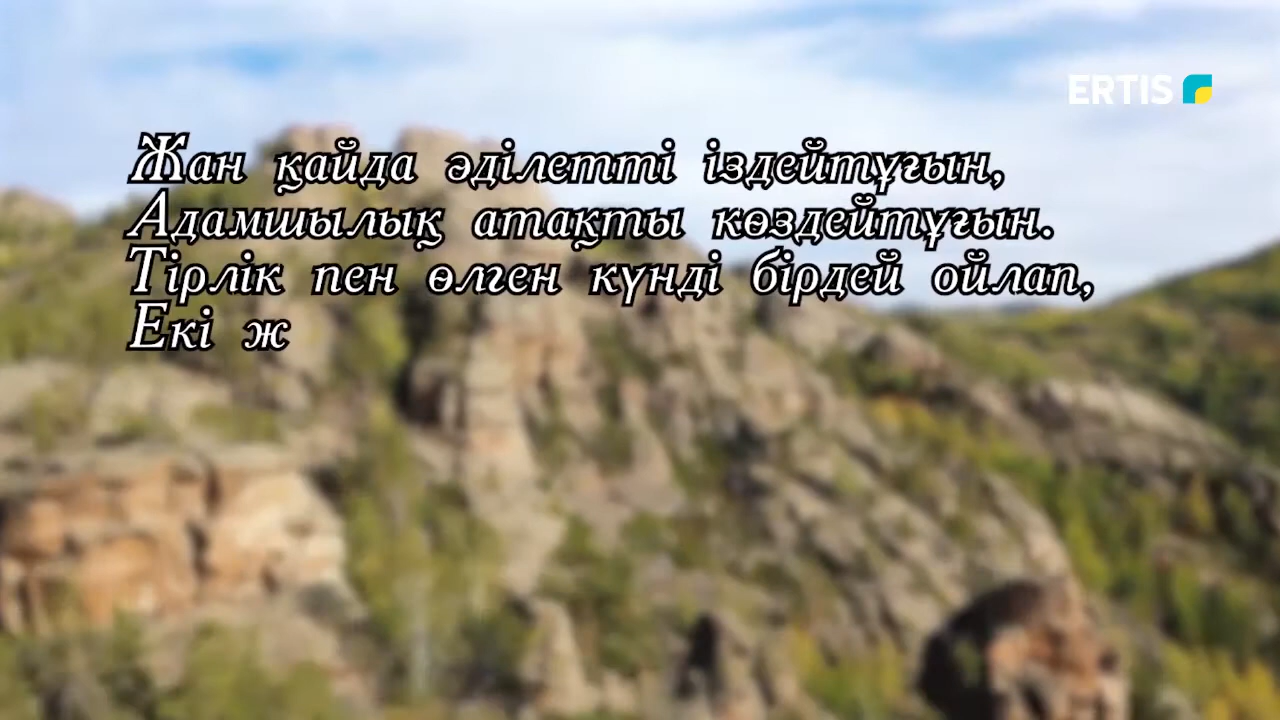 ERTIS
Жан қайда әділетті іздейтұғын,
Адамшылық атақты көздейтұғын.
Тірлік пен өлген күнді бірдей ойлап,
Екі ж